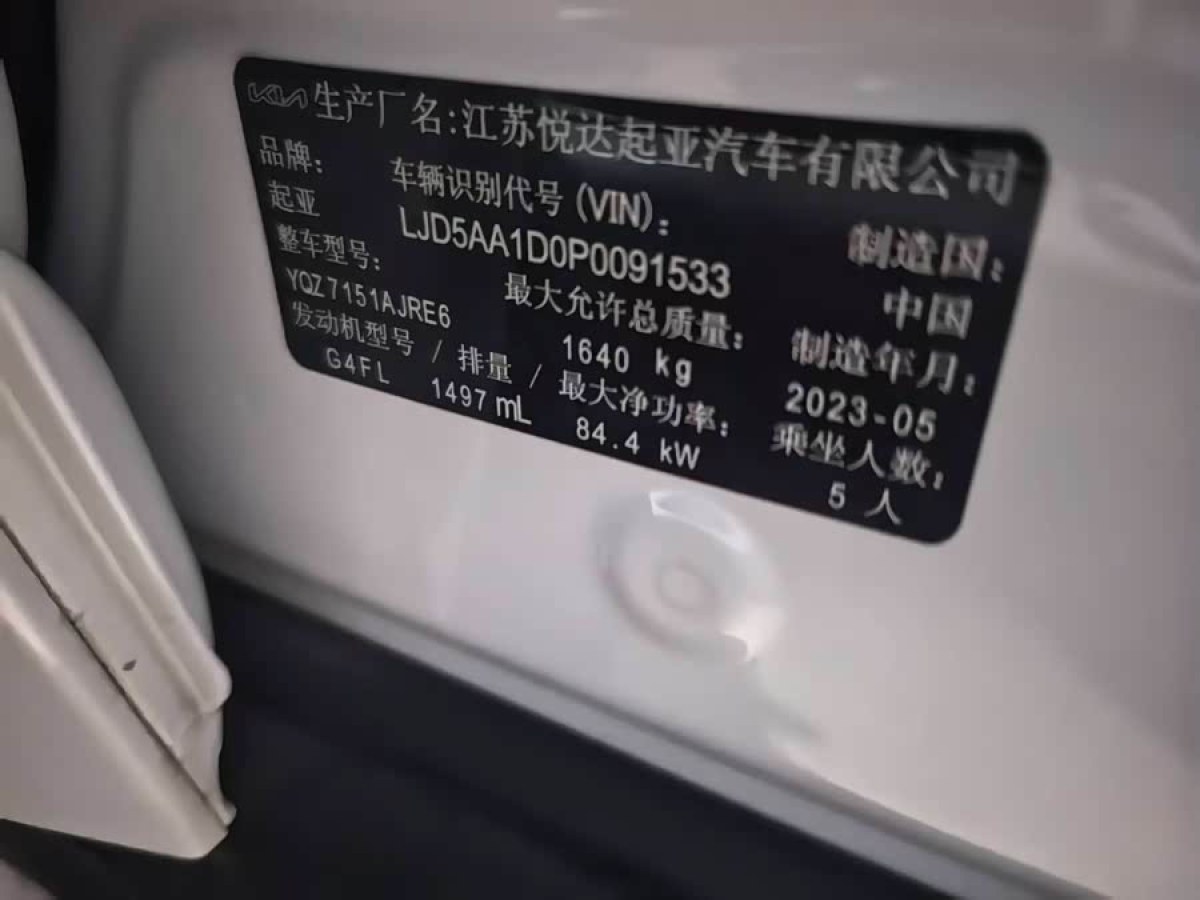 KIA 生产厂名:江苏悦达起亚汽车有限公司
品牌: 车辆识别代号(VIN): 制造国:
起亚 LJD5AA1D0P0091533 中国
整车型号: 最大允许总质量: 制造年月:
YQZ7151AJRE6 1640 kg 2023-05
发动机型号 / 排量 / 最大净功率: 乘坐人数:
G4FL 1497 mL 84.4 kW 5 人